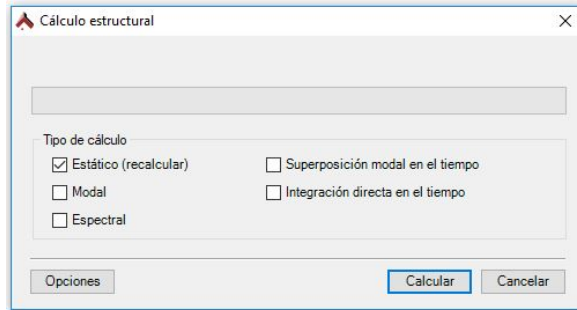 Cálculo estructural
Tipo de cálculo
Estático (recalcular)
Superposición modal en el tiempo
Modal
Integración directa en el tiempo
Espectral
Opciones
Calcular
Cancelar